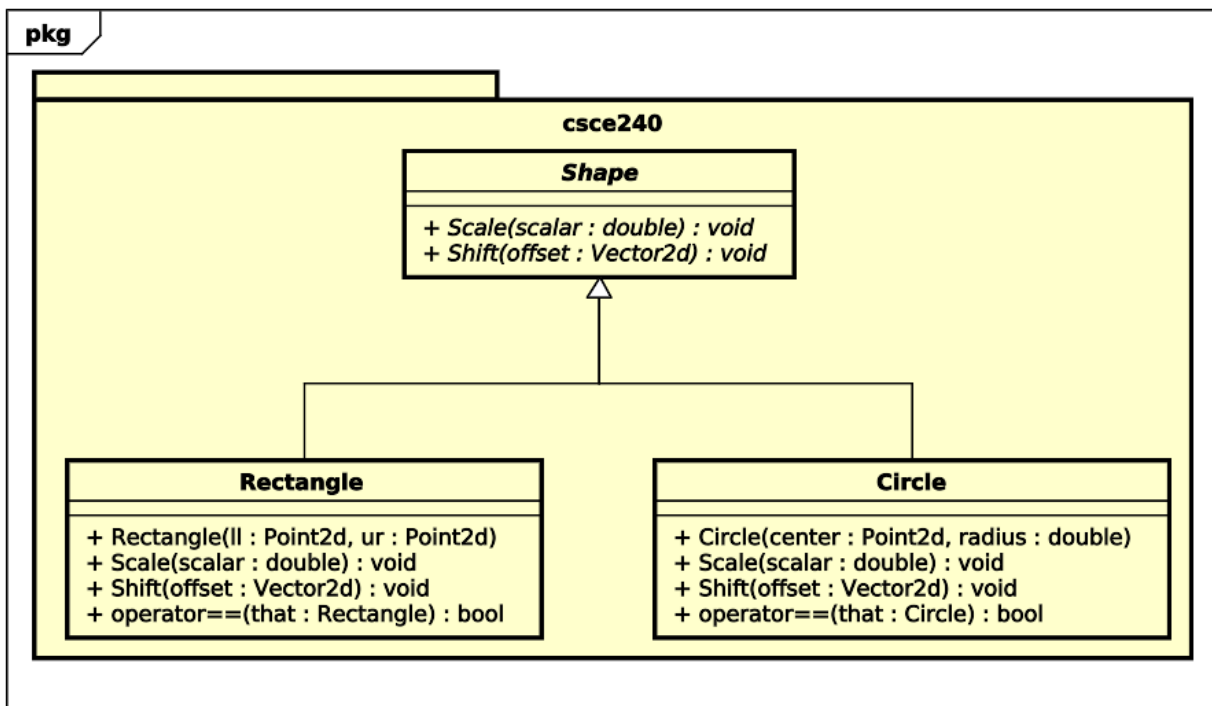 pkg
csce240
Shape
+ Scale(scalar : double) : void
+ Shift(offset : Vector2d) : void
Rectangle
+ Rectangle(ll : Point2d, ur : Point2d)
+ Scale(scalar : double) : void
+ Shift(offset : Vector2d) : void
+ operator==(that : Rectangle) : bool
Circle
+ Circle(center : Point2d, radius : double)
+ Scale(scalar : double) : void
+ Shift(offset : Vector2d) : void
+ operator==(that : Circle) : bool